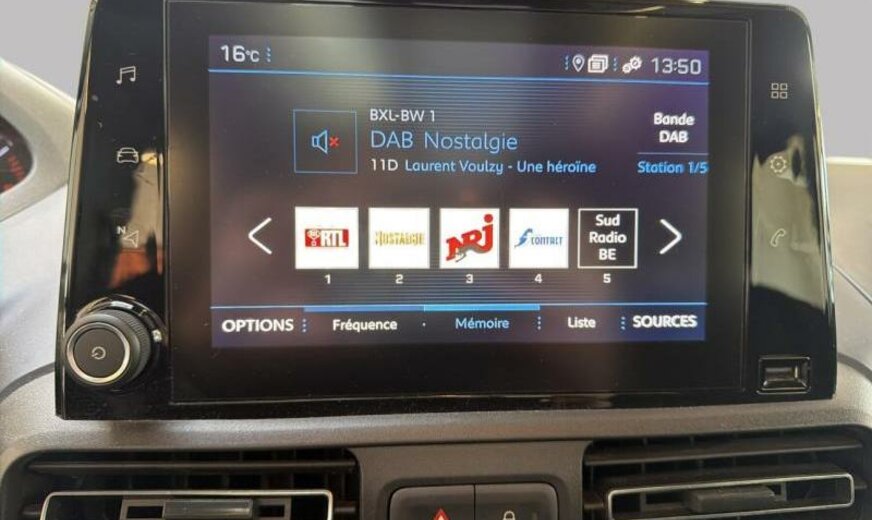 16°C
13:50
BXL-BW 1
DAB Nostalgie
11D Laurent Voulzy - Une héroïne
Bande
DAB
Station 1/5
RTL
NOSTALGIE
NRJ
CONTACT
Sud
Radio
BE
1
2
3
4
5
OPTIONS
Fréquence
Mémoire
Liste
SOURCES
N